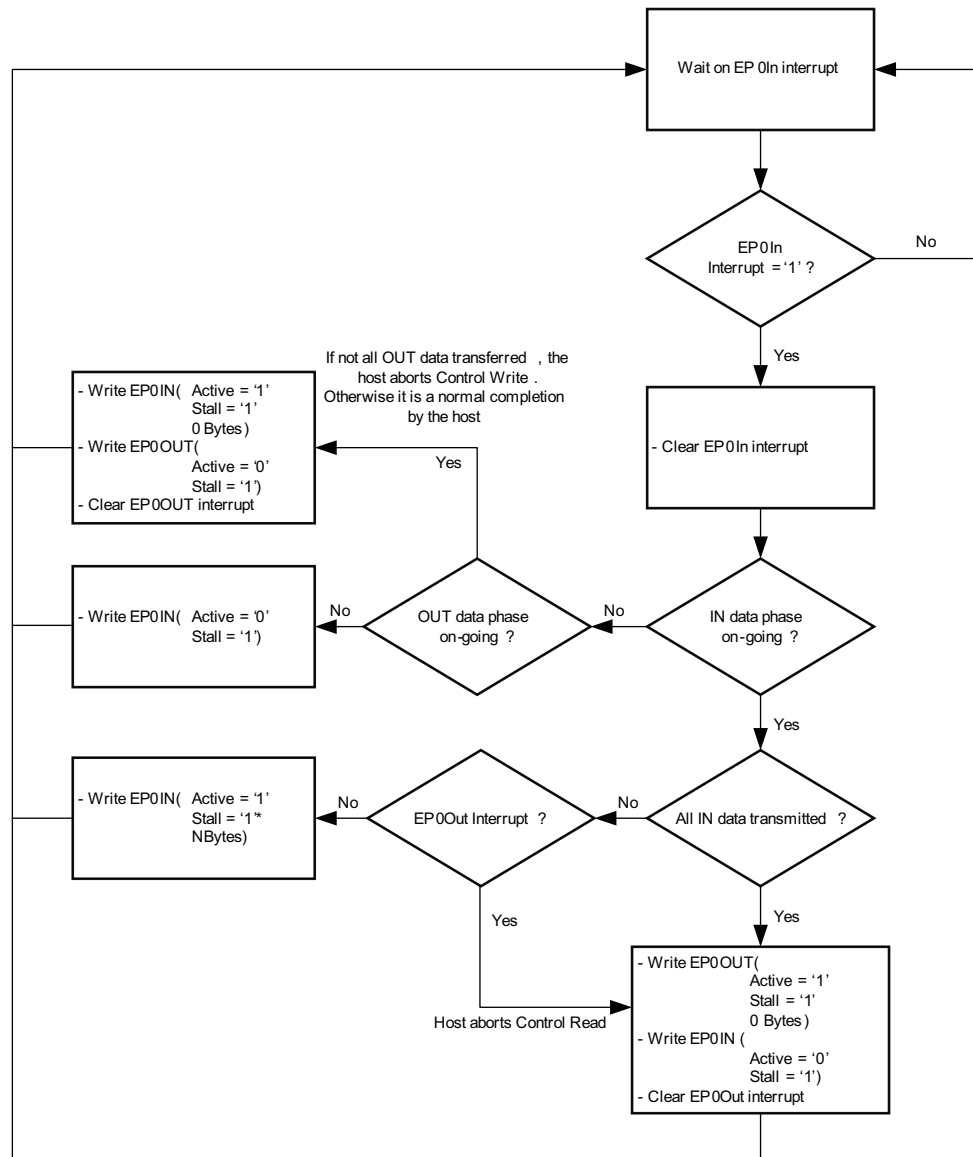 Wait on EP0In interrupt
EP0In
Interrupt = ‘1’ ?
No
Yes
If not all OUT data transferred , the
host aborts Control Write .
Otherwise it is a normal completion
by the host
- Write EP0IN( Active = ‘1’
Stall = ‘1’
0 Bytes)
- Write EP0OUT(
Active = ‘0’
Stall = ‘1’)
- Clear EP0OUT interrupt
Yes
- Clear EP0In interrupt
- Write EP0IN( Active = ‘0’
Stall = ‘1’)
No
OUT data phase
on-going ?
No
IN data phase
on-going ?
Yes
- Write EP0IN( Active = ‘1’
Stall = ‘1’*
NBytes)
No
EP0Out Interrupt ?
No
All IN data transmitted ?
Yes
Yes
Host aborts Control Read
- Write EP0OUT(
Active = ‘1’
Stall = ‘1’
0 Bytes)
- Write EP0IN (
Active = ‘0’
Stall = ‘1’)
- Clear EP0Out interrupt